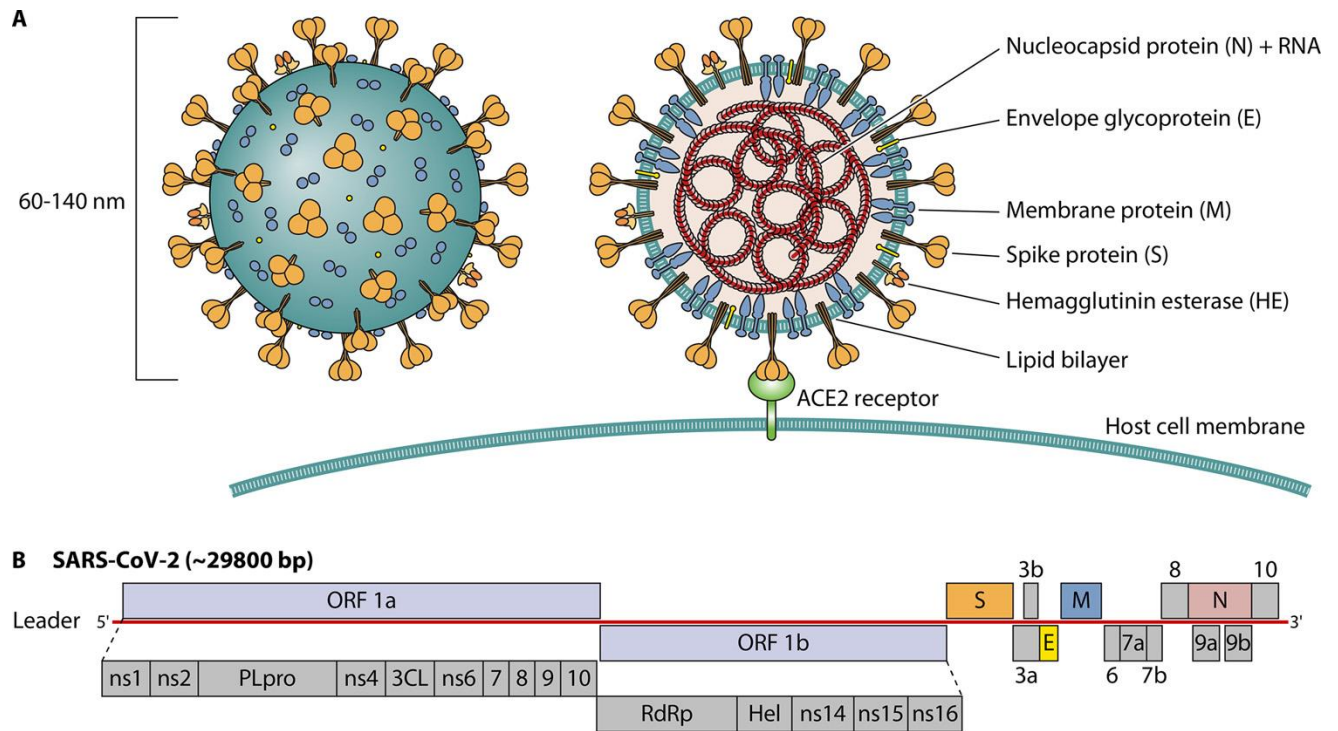 A
60-140 nm
Nucleocapsid protein (N) + RNA
Envelope glycoprotein (E)
Membrane protein (M)
Spike protein (S)
Hemagglutinin esterase (HE)
Lipid bilayer
ACE2 receptor
Host cell membrane
B SARS-CoV-2 (~29800 bp)
3b 8 10
ORF 1a S M N
Leader 5' 3'
ORF 1b E 7a 9a 9b
3a 6 7b
ns1 ns2 PLpro ns4 3CL ns6 7 8 9 10
RdRp Hel ns14 ns15 ns16